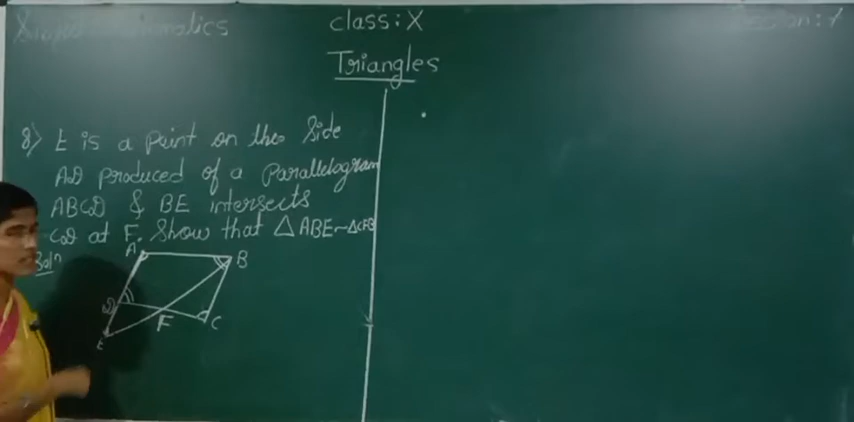 class: X
Triangles
8) E is a Point on the Side
AD produced of a Parallelogram
ABCD & BE intersects
CD at F. Show that △ABE~△CFB
Sol?
A
B
D
F
C
E